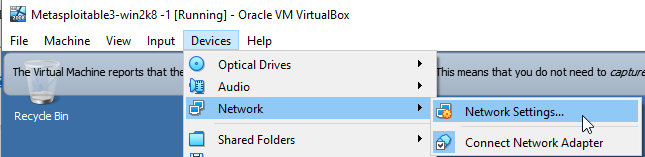 Metasploitable3-win2k8 -1 [Running] - Oracle VM VirtualBox
File Machine View Input Devices Help
The Virtual Machine reports that the This means that you do not need to capture
Optical Drives
Audio
Network
Network Settings...
Recycle Bin
Shared Folders
Connect Network Adapter